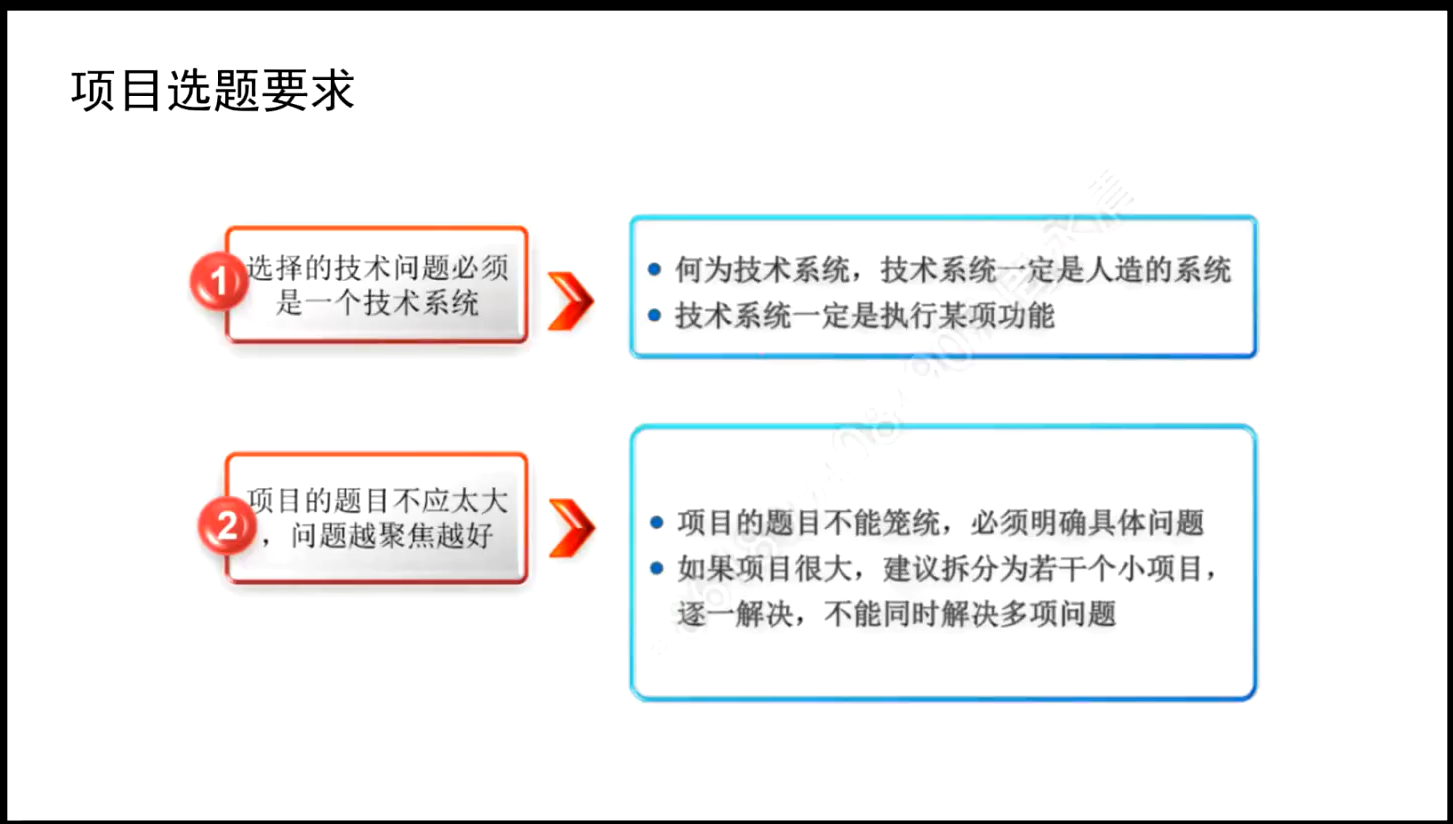 项目选题要求
1
选择的技术问题必须
是一个技术系统
何为技术系统，技术系统一定是人造的系统
技术系统一定是执行某项功能
2
项目的题目不应太大
，问题越聚焦越好
项目的题目不能笼统，必须明确具体问题
如果项目很大，建议拆分为若干个小项目，
逐一解决，不能同时解决多项问题